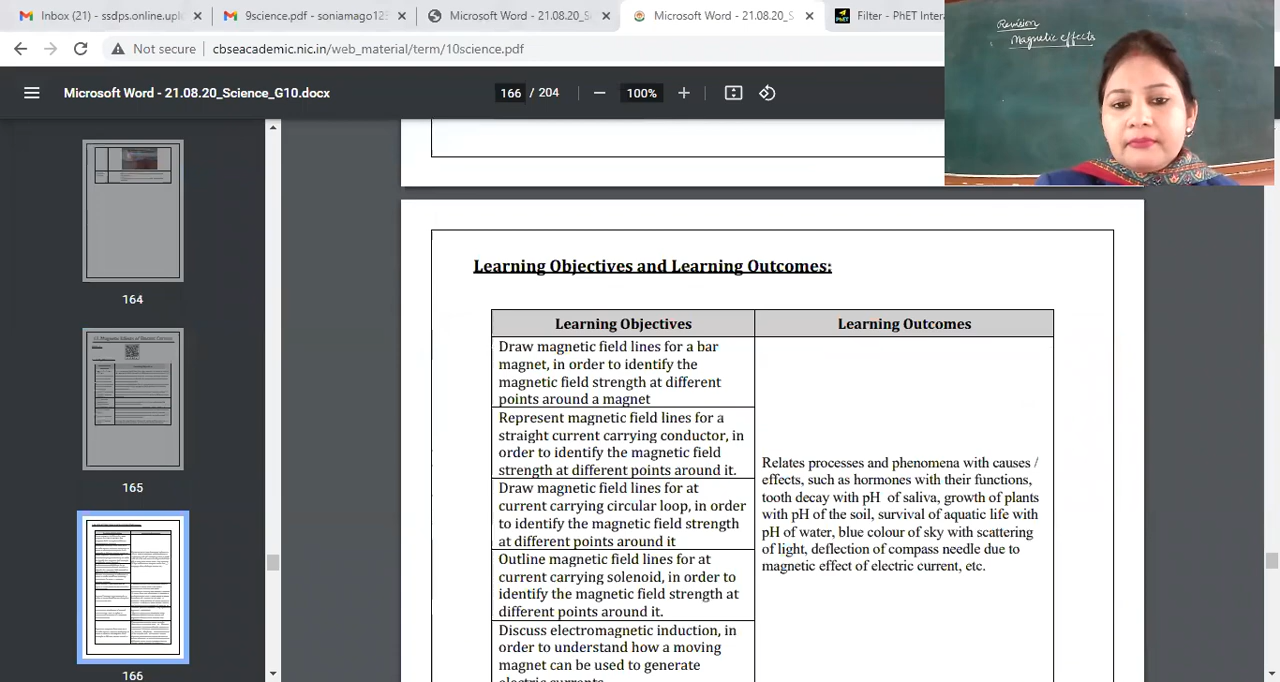 Inbox (21) - ssdps.online.upl
9science.pdf - soniamago12
Microsoft Word - 21.08.20_S
Microsoft Word - 21.08.20_S
Filter - PhET Intera
Not secure
cbseacademic.nic.in/web_material/term/10science.pdf
Microsoft Word - 21.08.20_Science_G10.docx
166 / 204
100%
Revision
Magnetic effects
164
165
166
Learning Objectives and Learning Outcomes:
Learning Objectives
Learning Outcomes
Draw magnetic field lines for a bar
magnet, in order to identify the
magnetic field strength at different
points around a magnet
Represent magnetic field lines for a
straight current carrying conductor, in
order to identify the magnetic field
strength at different points around it.
Draw magnetic field lines for at
current carrying circular loop, in order
to identify the magnetic field strength
at different points around it
Outline magnetic field lines for at
current carrying solenoid, in order to
identify the magnetic field strength at
different points around it.
Discuss electromagnetic induction, in
order to understand how a moving
magnet can be used to generate
electric currents
Relates processes and phenomena with causes /
effects, such as hormones with their functions,
tooth decay with pH of saliva, growth of plants
with pH of the soil, survival of aquatic life with
pH of water, blue colour of sky with scattering
of light, deflection of compass needle due to
magnetic effect of electric current, etc.